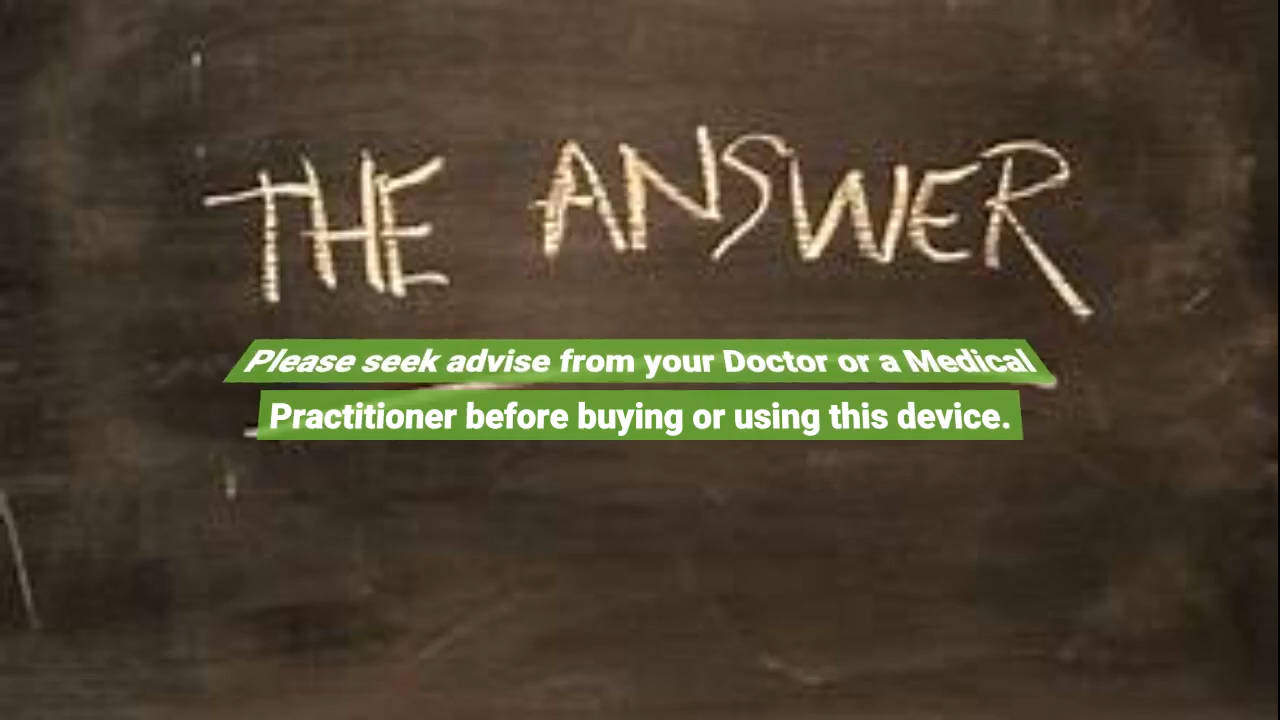 THE ANSWER
Please seek advise from your Doctor or a Medical
Practitioner before buying or using this device.